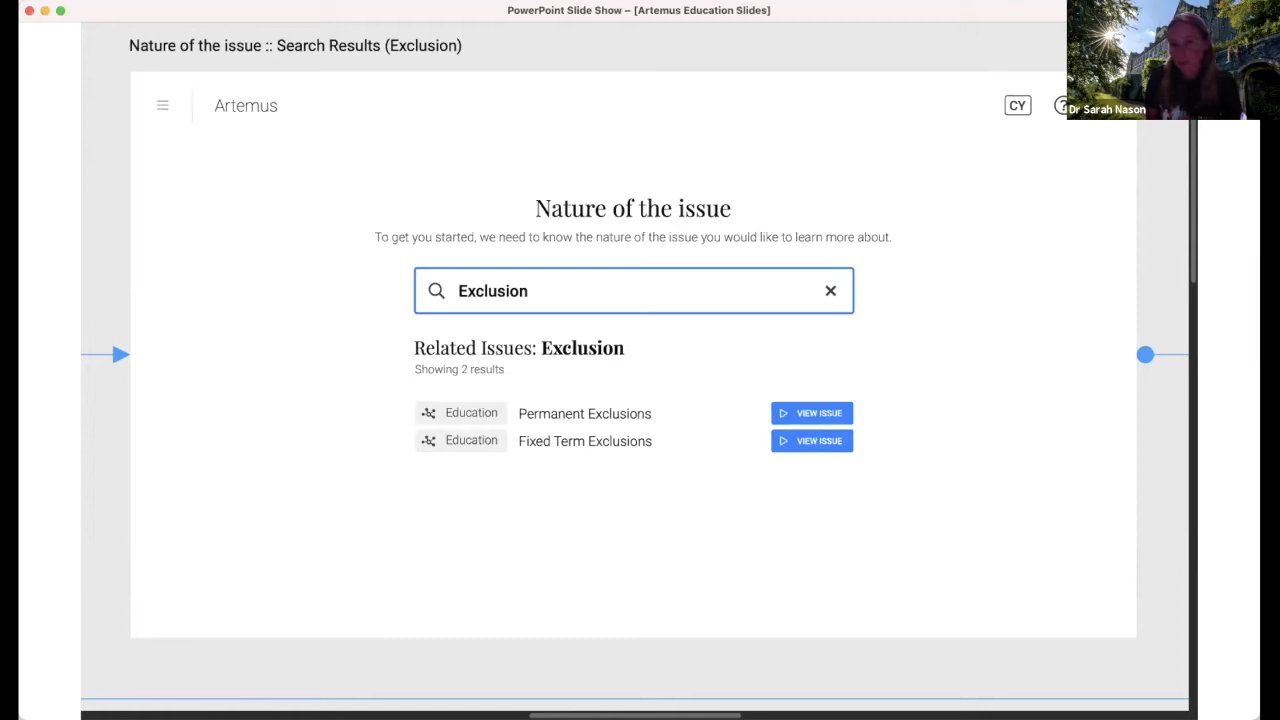 PowerPoint Slide Show – [Artemus Education Slides]
Nature of the issue :: Search Results (Exclusion)
Artemus
CY
?
Dr Sarah Nason
Nature of the issue
To get you started, we need to know the nature of the issue you would like to learn more about.
Exclusion
Related Issues: Exclusion
Showing 2 results
Education Permanent Exclusions VIEW ISSUE
Education Fixed Term Exclusions VIEW ISSUE